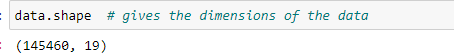 : data.shape  # gives the dimensions of the data
: (145460, 19)